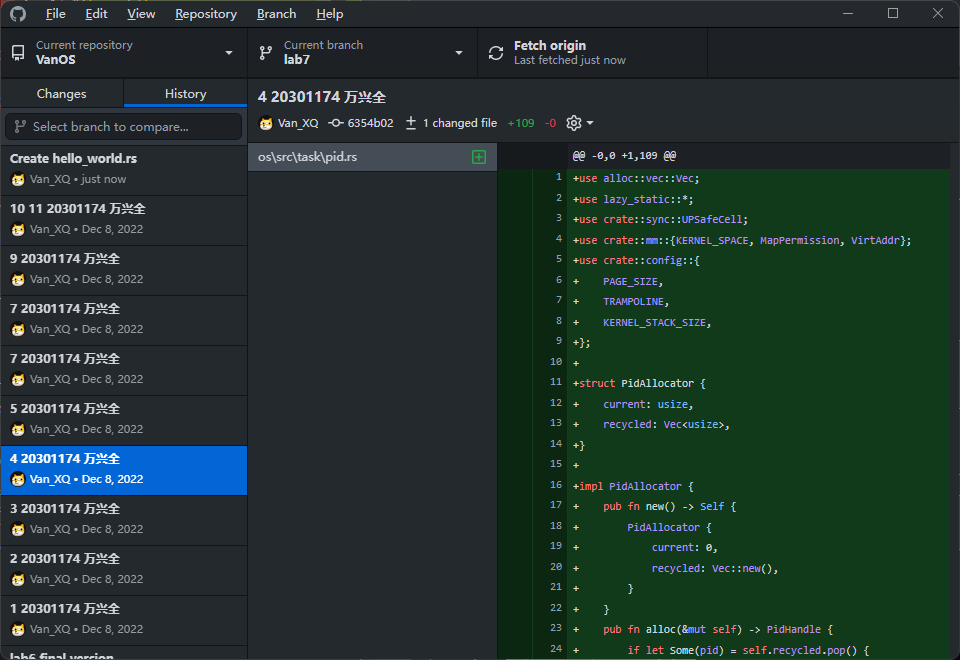 File Edit View Repository Branch Help
Current repository
VanOS
Current branch
lab7
Fetch origin
Last fetched just now
Changes History
Select branch to compare...
Create hello_world.rs
Van_XQ • just now
10 11 20301174 万兴全
Van_XQ • Dec 8, 2022
9 20301174 万兴全
Van_XQ • Dec 8, 2022
7 20301174 万兴全
Van_XQ • Dec 8, 2022
7 20301174 万兴全
Van_XQ • Dec 8, 2022
5 20301174 万兴全
Van_XQ • Dec 8, 2022
4 20301174 万兴全
Van_XQ • Dec 8, 2022
3 20301174 万兴全
Van_XQ • Dec 8, 2022
2 20301174 万兴全
Van_XQ • Dec 8, 2022
1 20301174 万兴全
Van_XQ • Dec 8, 2022
lab6 final version
4 20301174 万兴全
Van_XQ 6354b02 1 changed file +109 -0
os\src\task\pid.rs
@@ -0,0 +1,109 @@
1 +use alloc::vec::Vec;
2 +use lazy_static::*;
3 +use crate::sync::UPSafeCell;
4 +use crate::mm::{KERNEL_SPACE, MapPermission, VirtAddr};
5 +use crate::config::{
6 +    PAGE_SIZE,
7 +    TRAMPOLINE,
8 +    KERNEL_STACK_SIZE,
9 +};
10 +
11 +struct PidAllocator {
12 +    current: usize,
13 +    recycled: Vec<usize>,
14 +}
15 +
16 +impl PidAllocator {
17 +    pub fn new() -> Self {
18 +        PidAllocator {
19 +            current: 0,
20 +            recycled: Vec::new(),
21 +        }
22 +    }
23 +    pub fn alloc(&mut self) -> PidHandle {
24 +        if let Some(pid) = self.recycled.pop() {